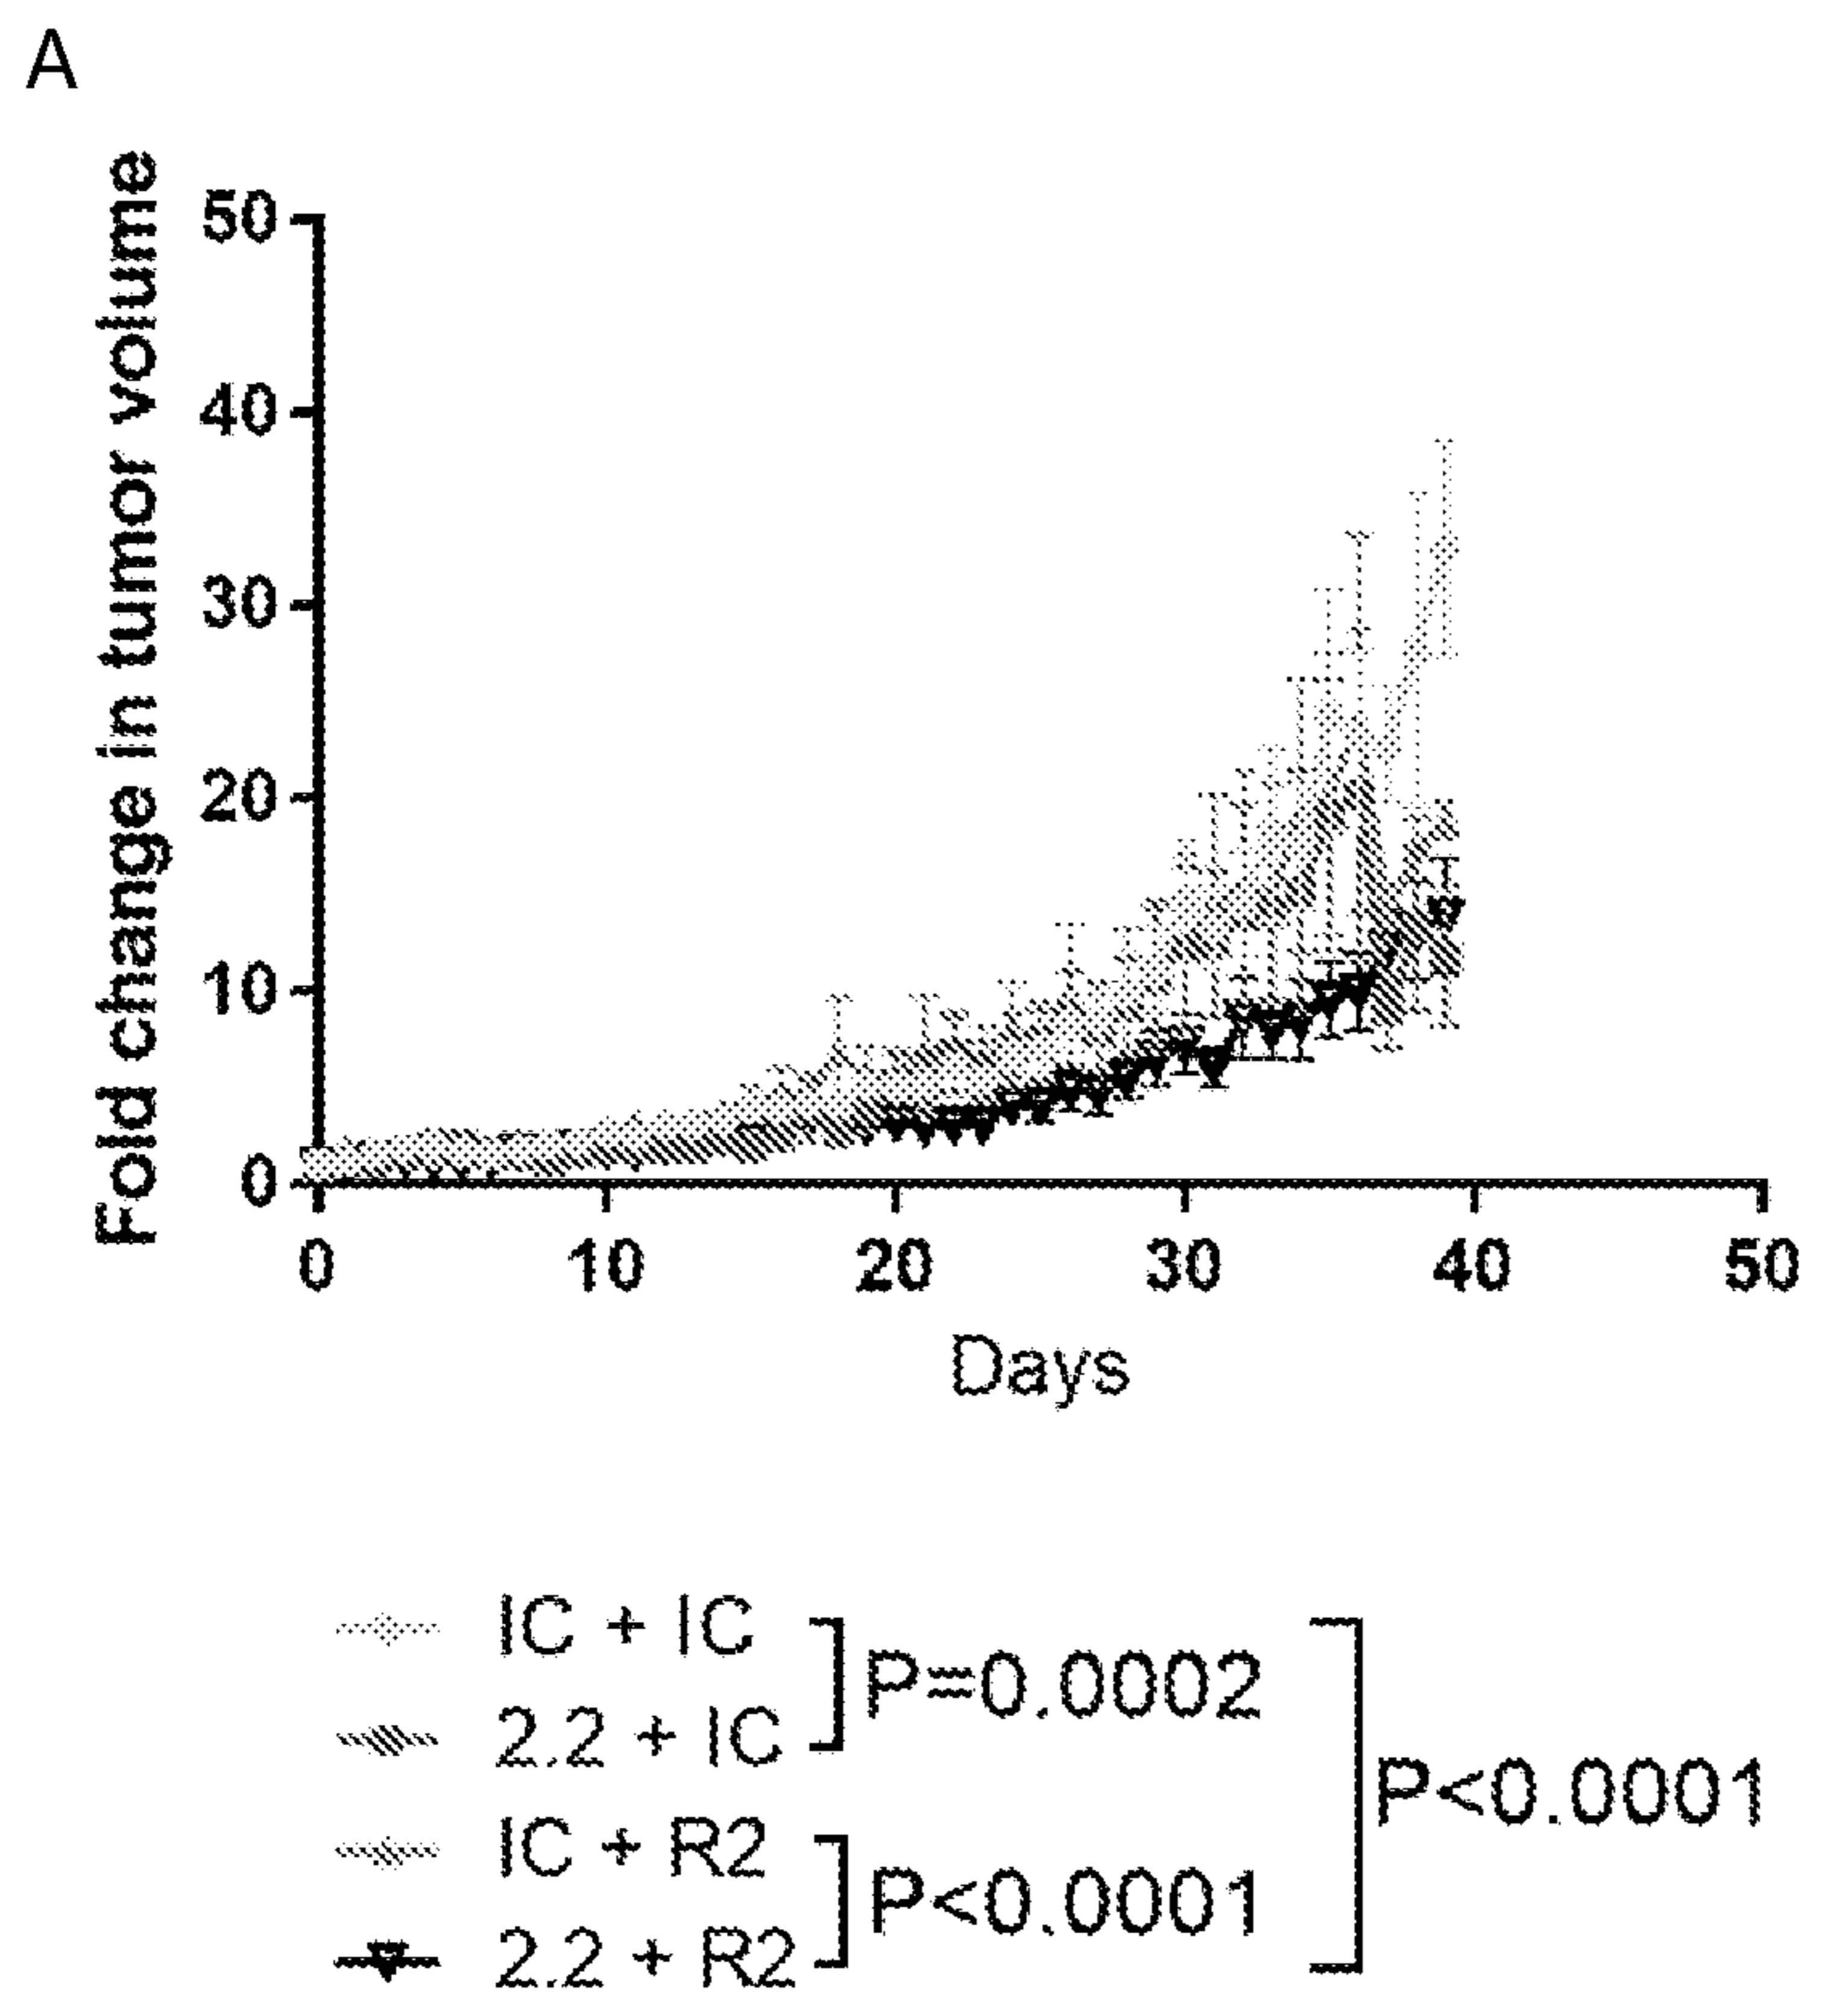 A
Fold change in tumor volume
50
40
30
20
10
0
0 10 20 30 40 50
Days
IC + IC
2.2 + IC
P=0.0002
IC + R2
2.2 + R2
P<0.0001
P<0.0001